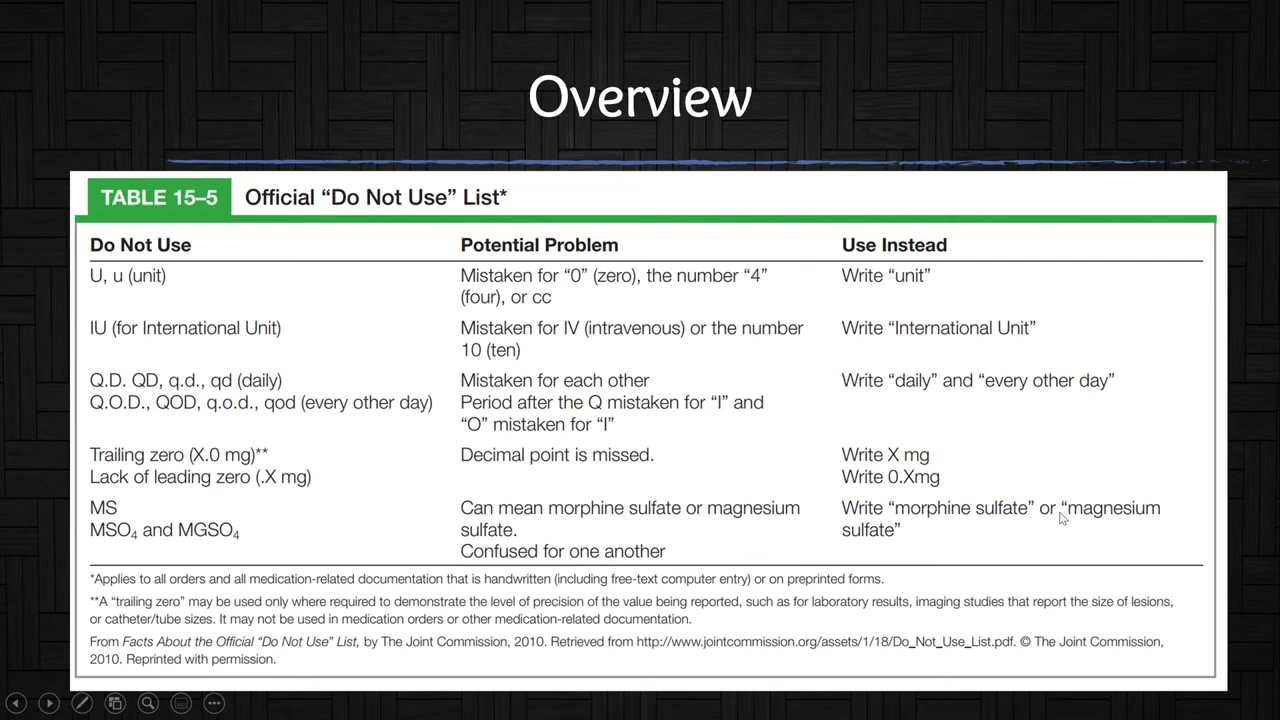 Overview
TABLE 15–5 Official “Do Not Use” List*
Do Not Use Potential Problem Use Instead
U, u (unit) Mistaken for “0” (zero), the number “4” Write “unit”
(four), or cc
IU (for International Unit) Mistaken for IV (intravenous) or the number Write “International Unit”
10 (ten)
Q.D. QD, q.d., qd (daily) Mistaken for each other Write “daily” and “every other day”
Q.O.D., QOD, q.o.d., qod (every other day) Period after the Q mistaken for “I” and
“O” mistaken for “I”
Trailing zero (X.0 mg)** Decimal point is missed. Write X mg
Lack of leading zero (.X mg) Write 0.Xmg
MS Can mean morphine sulfate or magnesium Write “morphine sulfate” or “magnesium
MSO₄ and MGSO₄ sulfate. sulfate”
Confused for one another
*Applies to all orders and all medication-related documentation that is handwritten (including free-text computer entry) or on preprinted forms.
**A “trailing zero” may be used only where required to demonstrate the level of precision of the value being reported, such as for laboratory results, imaging studies that report the size of lesions,
or catheter/tube sizes. It may not be used in medication orders or other medication-related documentation.
From Facts About the Official “Do Not Use” List, by The Joint Commission, 2010. Retrieved from http://www.jointcommission.org/assets/1/18/Do_Not_Use_List.pdf. © The Joint Commission,
2010. Reprinted with permission.